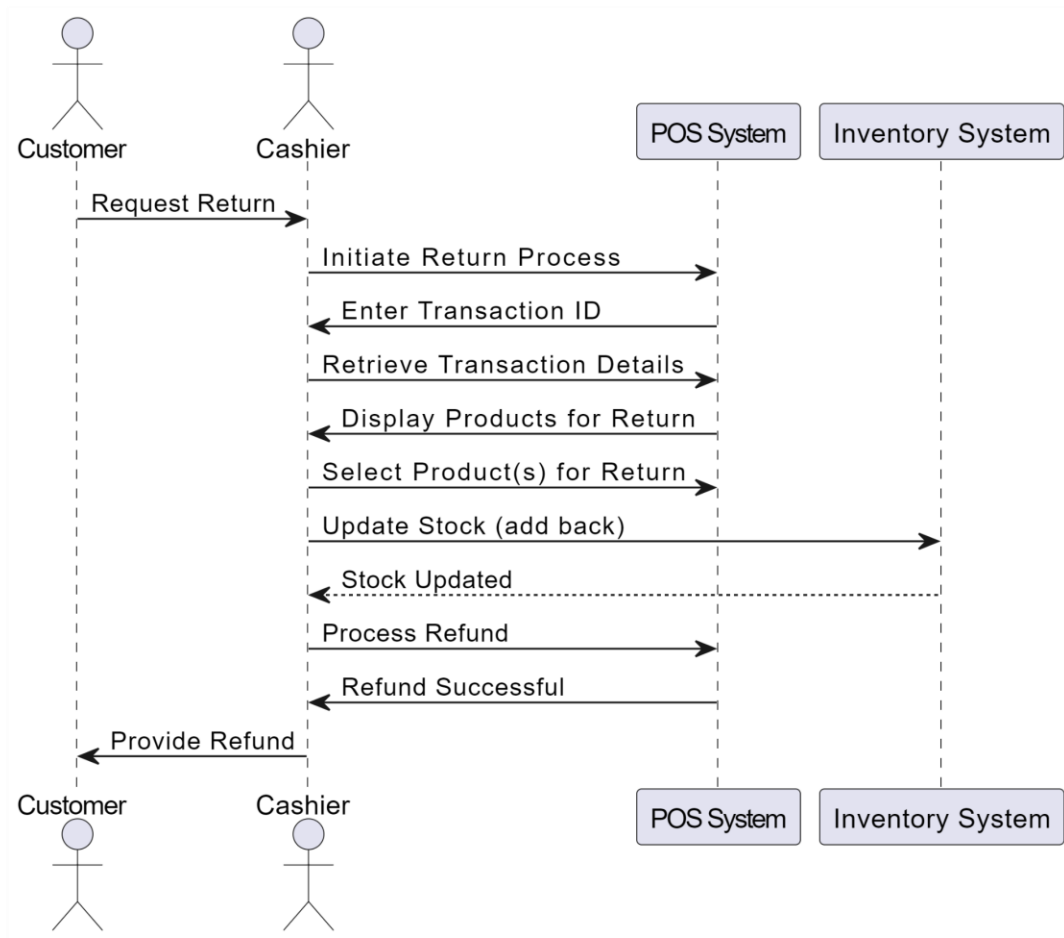 Customer
Cashier
POS System
Inventory System
Request Return
Initiate Return Process
Enter Transaction ID
Retrieve Transaction Details
Display Products for Return
Select Product(s) for Return
Update Stock (add back)
Stock Updated
Process Refund
Refund Successful
Provide Refund
Customer
Cashier
POS System
Inventory System